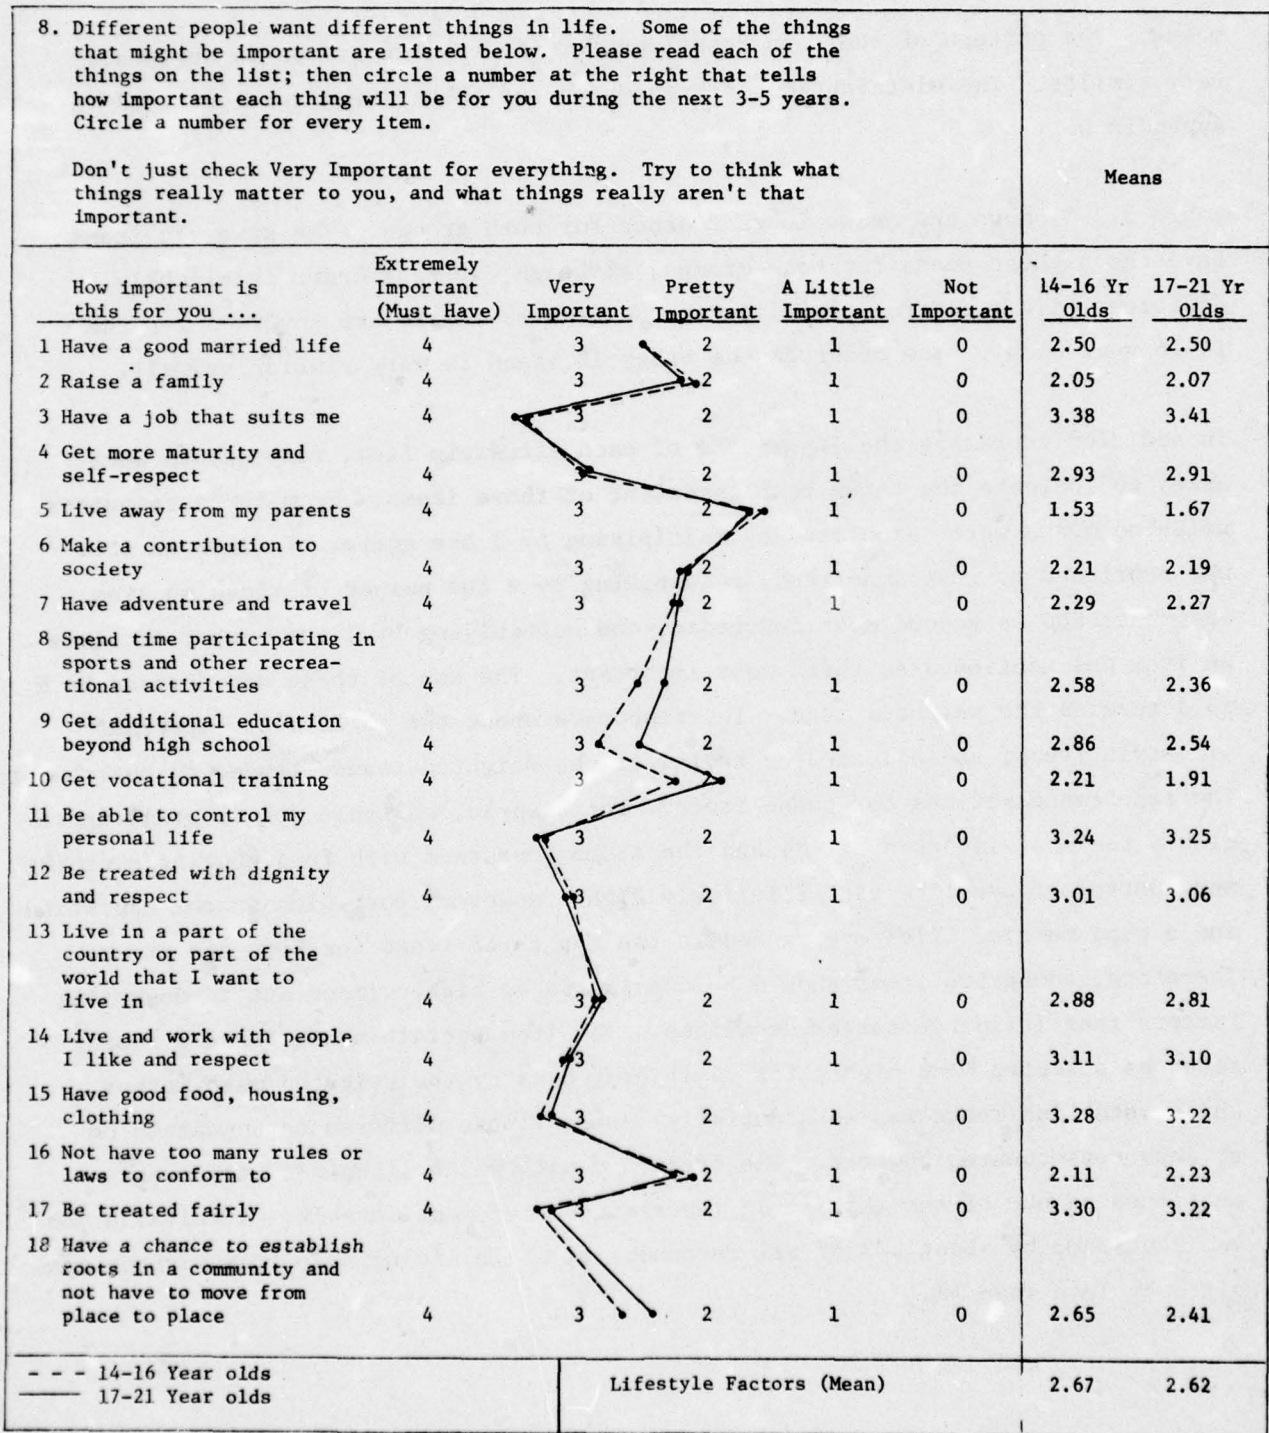 8. Different people want different things in life. Some of the things
that might be important are listed below. Please read each of the
things on the list; then circle a number at the right that tells
how important each thing will be for you during the next 3-5 years.
Circle a number for every item.
Don't just check Very Important for everything. Try to think what
things really matter to you, and what things really aren't that
important.
Means
How important is
this for you ...
Extremely
Important
(Must Have)
Very
Important
Pretty
Important
A Little
Important
Not
Important
14-16 Yr
Olds
17-21 Yr
Olds
1 Have a good married life 4 3 2 1 0 2.50 2.50
2 Raise a family 4 3 2 1 0 2.05 2.07
3 Have a job that suits me 4 3 2 1 0 3.38 3.41
4 Get more maturity and
self-respect 4 3 2 1 0 2.93 2.91
5 Live away from my parents 4 3 2 1 0 1.53 1.67
6 Make a contribution to
society 4 3 2 1 0 2.21 2.19
7 Have adventure and travel 4 3 2 1 0 2.29 2.27
8 Spend time participating in
sports and other recrea-
tional activities 4 3 2 1 0 2.58 2.36
9 Get additional education
beyond high school 4 3 2 1 0 2.86 2.54
10 Get vocational training 4 3 2 1 0 2.21 1.91
11 Be able to control my
personal life 4 3 2 1 0 3.24 3.25
12 Be treated with dignity
and respect 4 3 2 1 0 3.01 3.06
13 Live in a part of the
country or part of the
world that I want to
live in 4 3 2 1 0 2.88 2.81
14 Live and work with people
I like and respect 4 3 2 1 0 3.11 3.10
15 Have good food, housing,
clothing 4 3 2 1 0 3.28 3.22
16 Not have too many rules or
laws to conform to 4 3 2 1 0 2.11 2.23
17 Be treated fairly 4 3 2 1 0 3.30 3.22
18 Have a chance to establish
roots in a community and
not have to move from
place to place 4 3 2 1 0 2.65 2.41
--- 14-16 Year olds
17-21 Year olds
Lifestyle Factors (Mean) 2.67 2.62